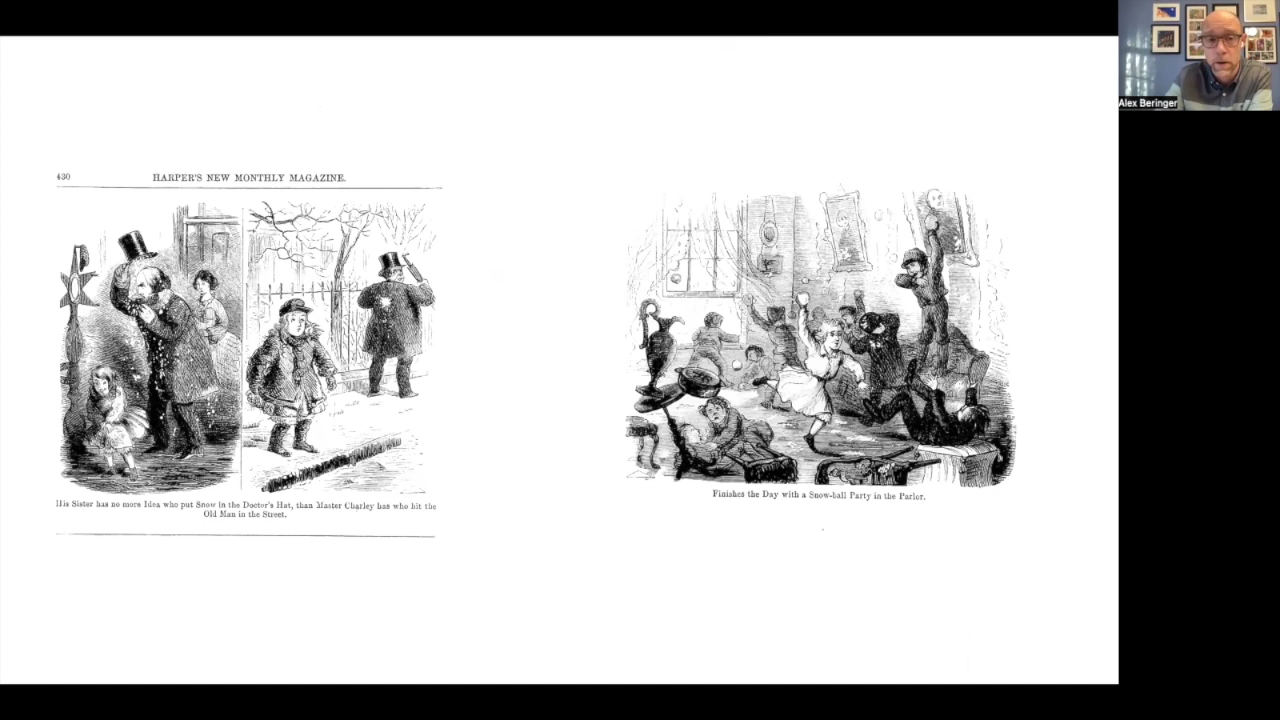 Alex Beringer
430 HARPER'S NEW MONTHLY MAGAZINE.
His Sister has no more Idea who put Snow in the Doctor's Hat, than Master Charley has who hit the
Old Man in the Street.
Finishes the Day with a Snow-ball Party in the Parlor.